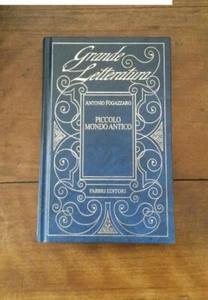 Grande
Letteratura
ANTONIO FOGAZZARO
PICCOLO
MONDO ANTICO
FABBRI EDITORI